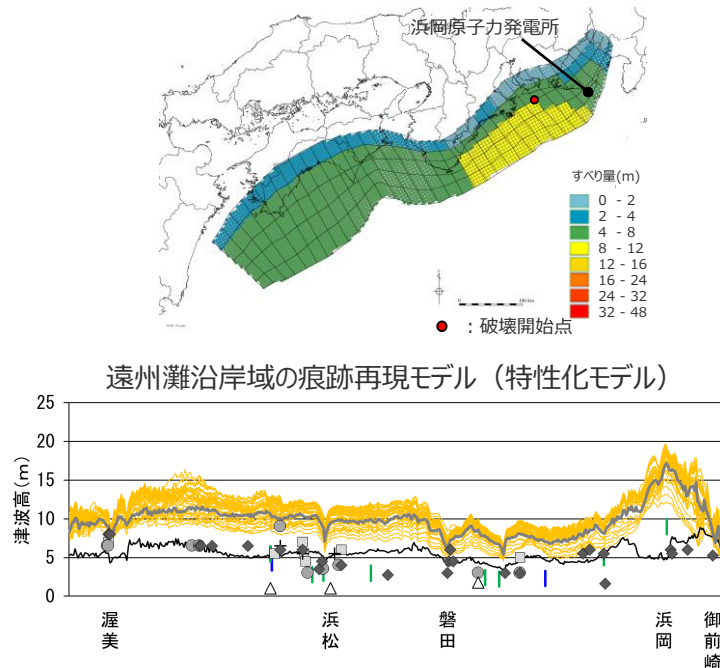 浜岡原子力発電所
すべり量(m)
0 - 2
2 - 4
4 - 8
8 - 12
12 - 16
16 - 24
24 - 32
32 - 48
：破壊開始点
遠州灘沿岸域の痕跡再現モデル（特性化モデル）
津波高(m)
25
20
15
10
5
0
渥美
浜松
磐田
浜岡
御前崎